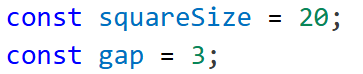 const squareSize = 20;
const gap = 3;